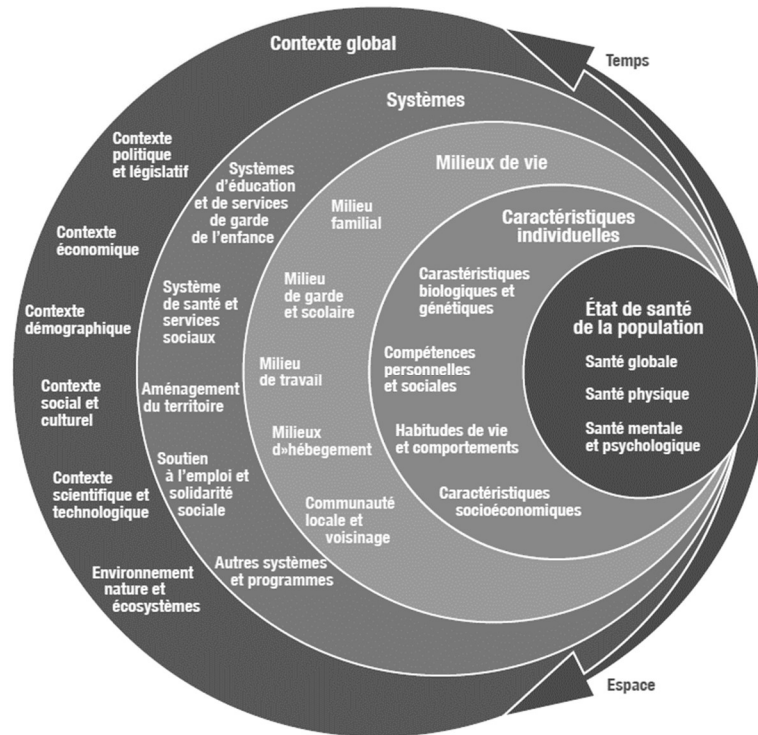 Contexte global
Temps
Systèmes
Contexte
politique
et législatif
Contexte
économique
Contexte
démographique
Contexte
social et
culturel
Contexte
scientifique et
technologique
Environnement
nature et
écosystèmes
Systèmes
d'éducation
et de services
de garde
de l'enfance
Système
de santé et
services
sociaux
Aménagement
du territoire
Soutien
à l'emploi et
solidarité
sociale
Autres systèmes
et programmes
Milieux de vie
Milieu
familial
Milieu
de garde
et scolaire
Milieu
de travail
Milieux
d»hébegement
Communauté
locale et
voisinage
Caractéristiques
individuelles
Carastéristiques
biologiques et
génétiques
Compétences
personnelles
et sociales
Habitudes de vie
et comportements
Caractéristiques
socioéconomiques
État de santé
de la population
Santé globale
Santé physique
Santé mentale
et psychologique
Espace